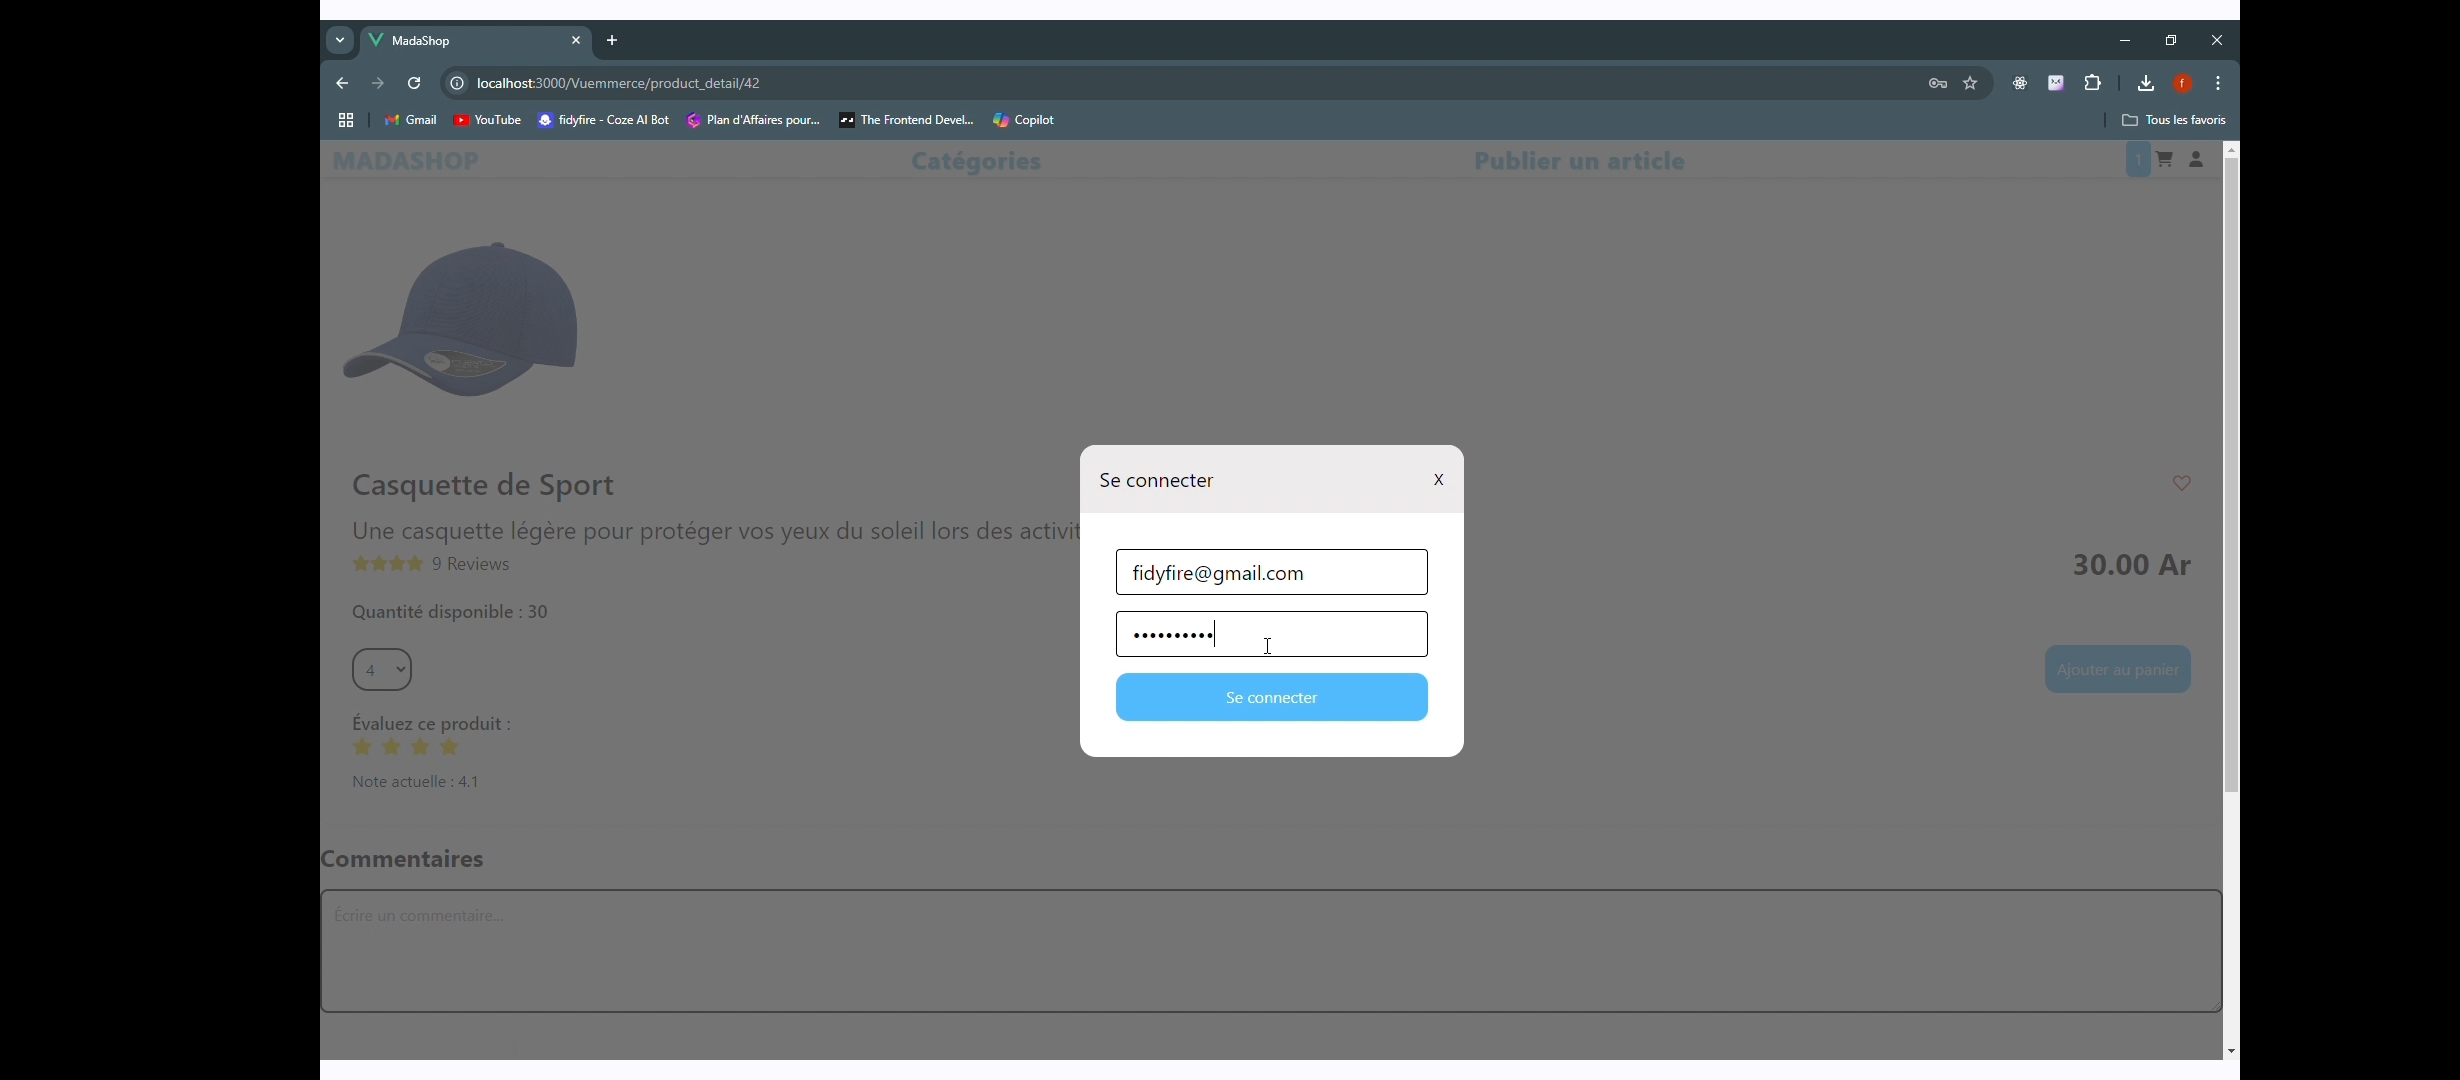 MadaShop
localhost:3000/Vuemmerce/product_detail/42
Gmail
YouTube
fidyfire - Coze AI Bot
Plan d'Affaires pour...
The Frontend Devel...
Copilot
Tous les favoris
MADASHOP
Catégories
Publier un article
1
Casquette de Sport
Une casquette légère pour protéger vos yeux du soleil lors des activit
9 Reviews
30.00 Ar
Quantité disponible : 30
4
Ajouter au panier
Évaluez ce produit :
Note actuelle : 4.1
Se connecter
X
fidyfire@gmail.com
••••••••••
Se connecter
Commentaires
Écrire un commentaire...